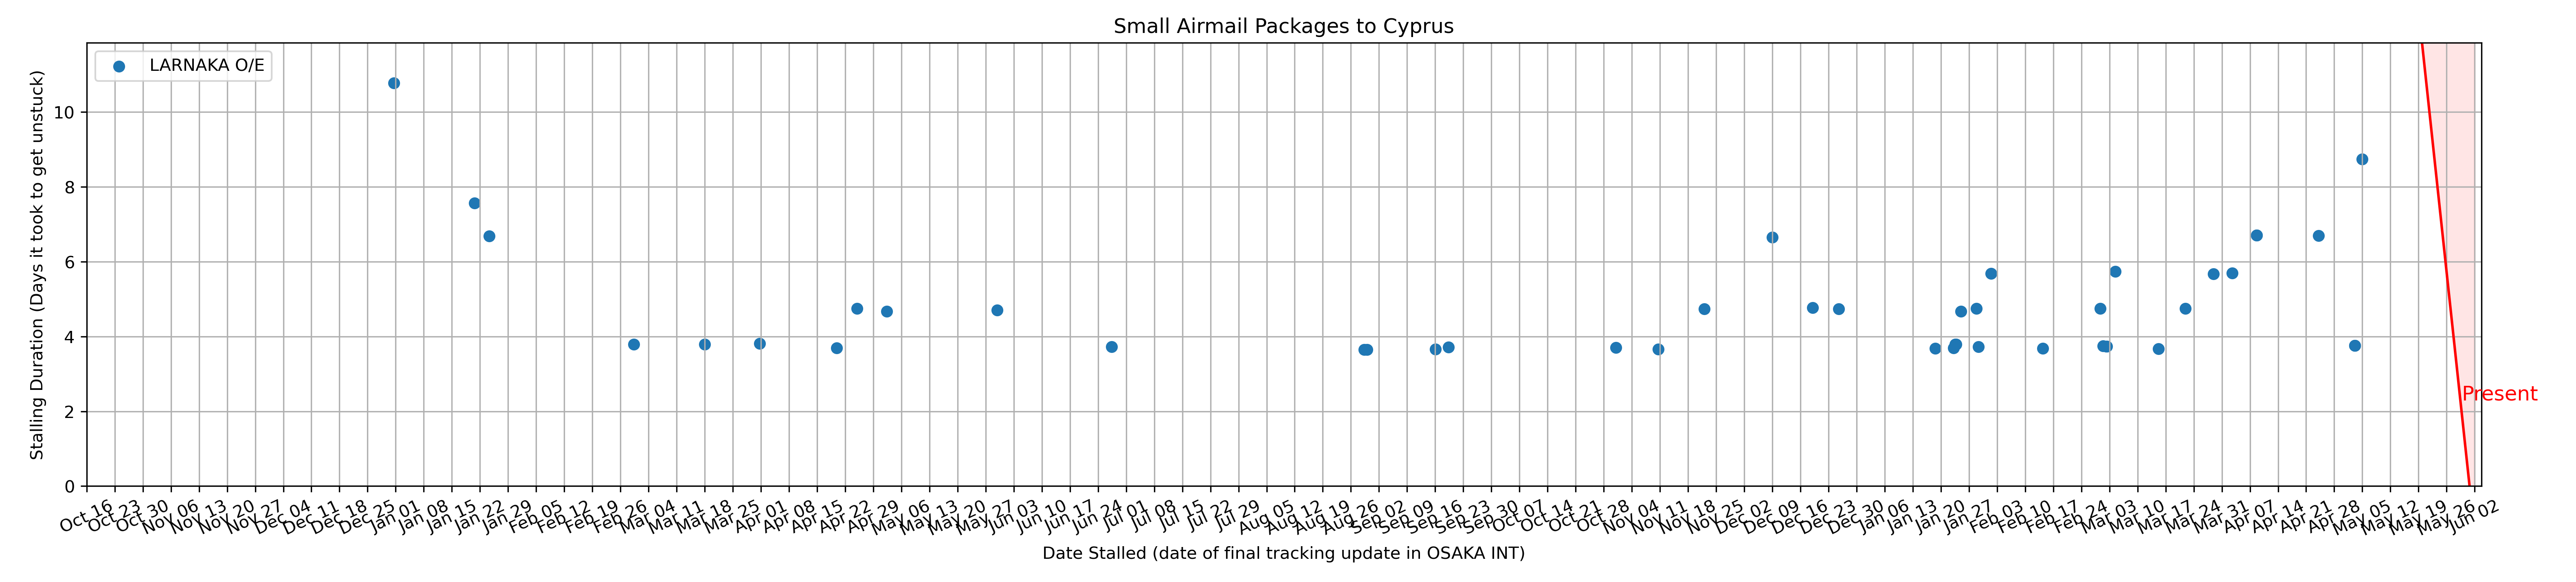 Small Airmail Packages to Cyprus
LARNAKA O/E
Stalling Duration (Days it took to get unstuck)
10
8
6
4
2
0
Present
Oct 16
Oct 23
Oct 30
Nov 06
Nov 13
Nov 20
Nov 27
Dec 04
Dec 11
Dec 18
Dec 25
Jan 01
Jan 08
Jan 15
Jan 22
Jan 29
Feb 05
Feb 12
Feb 19
Feb 26
Mar 04
Mar 11
Mar 18
Mar 25
Apr 01
Apr 08
Apr 15
Apr 22
Apr 29
May 06
May 13
May 20
May 27
Jun 03
Jun 10
Jun 17
Jun 24
Jul 01
Jul 08
Jul 15
Jul 22
Jul 29
Aug 05
Aug 12
Aug 19
Aug 26
Sep 02
Sep 09
Sep 16
Sep 23
Sep 30
Oct 07
Oct 14
Oct 21
Oct 28
Nov 04
Nov 11
Nov 18
Nov 25
Dec 02
Dec 09
Dec 16
Dec 23
Dec 30
Jan 06
Jan 13
Jan 20
Jan 27
Feb 03
Feb 10
Feb 17
Feb 24
Mar 03
Mar 10
Mar 17
Mar 24
Mar 31
Apr 07
Apr 14
Apr 21
Apr 28
May 05
May 12
May 19
May 26
Jun 02
Date Stalled (date of final tracking update in OSAKA INT)